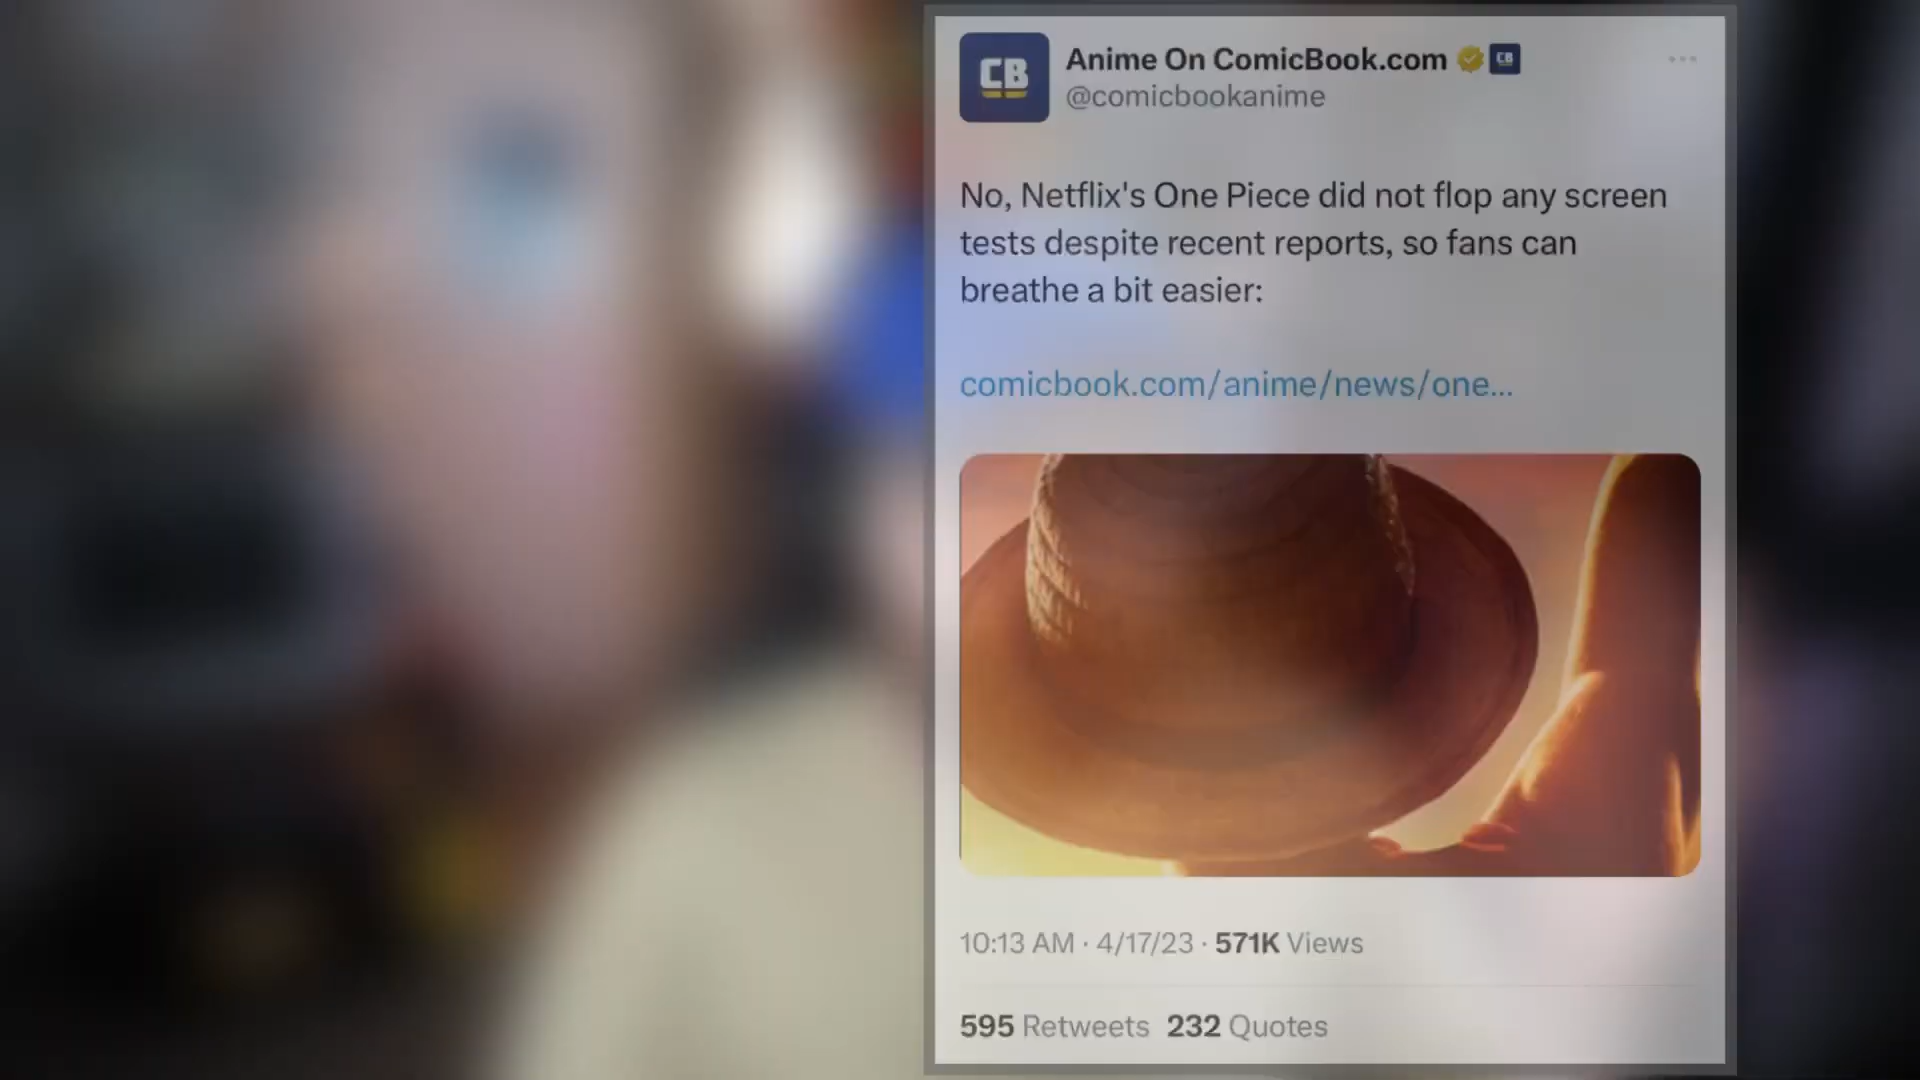 CB
Anime On ComicBook.com CB
@comicbookanime
No, Netflix's One Piece did not flop any screen
tests despite recent reports, so fans can
breathe a bit easier:
comicbook.com/anime/news/one...
10:13 AM · 4/17/23 · 571K Views
595 Retweets 232 Quotes